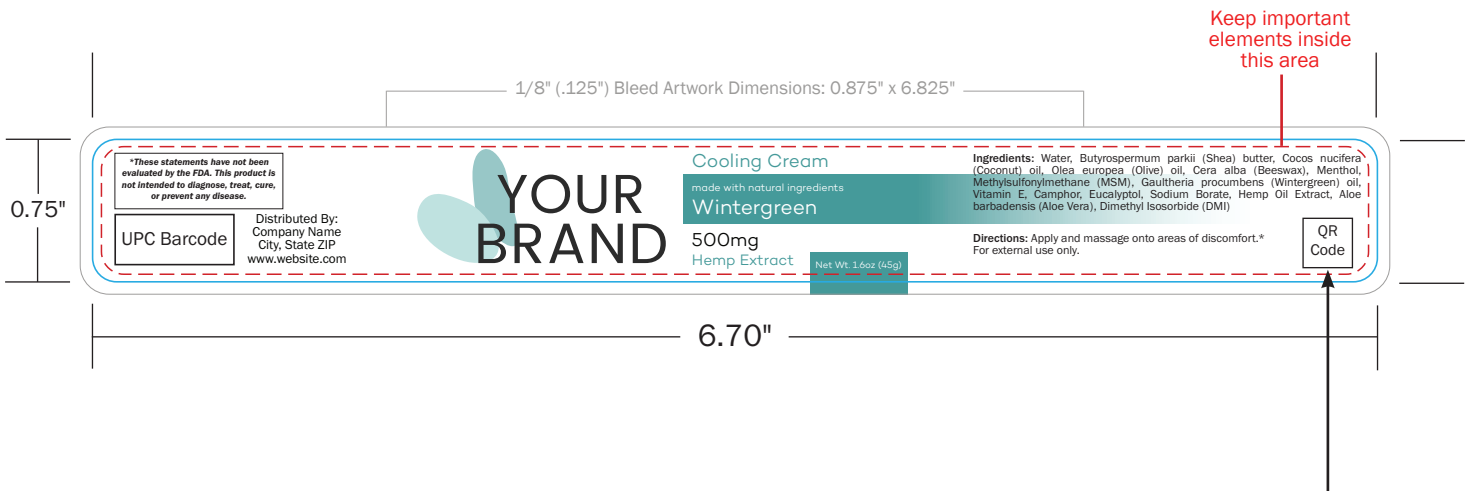 Keep important
elements inside
this area
1/8" (.125") Bleed Artwork Dimensions: 0.875" x 6.825"
0.75"
*These statements have not been
evaluated by the FDA. This product is
not intended to diagnose, treat, cure,
or prevent any disease.
UPC Barcode
Distributed By:
Company Name
City, State ZIP
www.website.com
YOUR
BRAND
Cooling Cream
made with natural ingredients
Wintergreen
500mg
Hemp Extract
Net Wt. 1.6oz (45g)
Ingredients: Water, Butyrospermum parkii (Shea) butter, Cocos nucifera
(Coconut) oil, Olea europea (Olive) oil, Cera alba (Beeswax), Menthol,
Methylsulfonylmethane (MSM), Gaultheria procumbens (Wintergreen) oil,
Vitamin E, Camphor, Eucalyptol, Sodium Borate, Hemp Oil Extract, Aloe
barbadensis (Aloe Vera), Dimethyl Isosorbide (DMI)
Directions: Apply and massage onto areas of discomfort.*
For external use only.
QR
Code
6.70"